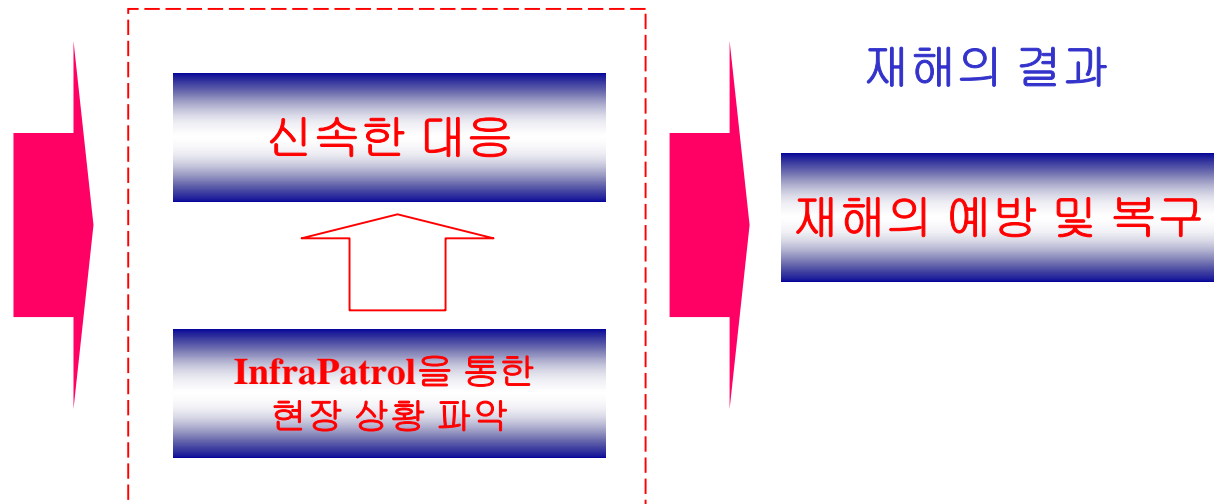 신속한 대응
InfraPatrol을 통한
현장 상황 파악
재해의 결과
재해의 예방 및 복구